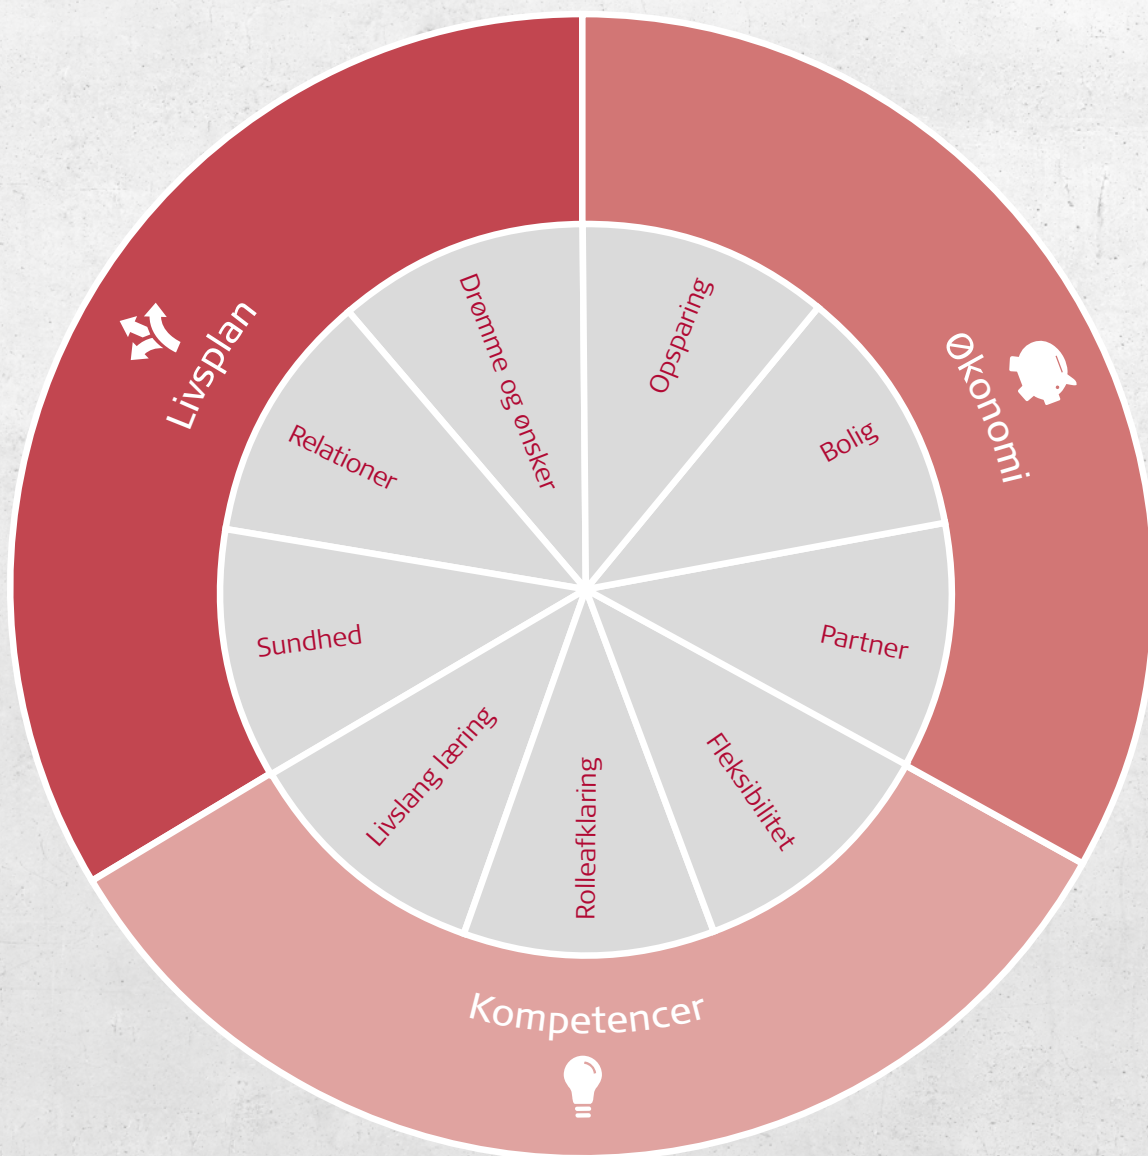 Livsplan
Økonomi
Kompetencer
Drømme og ønsker
Opsparing
Bolig
Partner
Fleksibilitet
Rolleafklaring
Livslang læring
Sundhed
Relationer